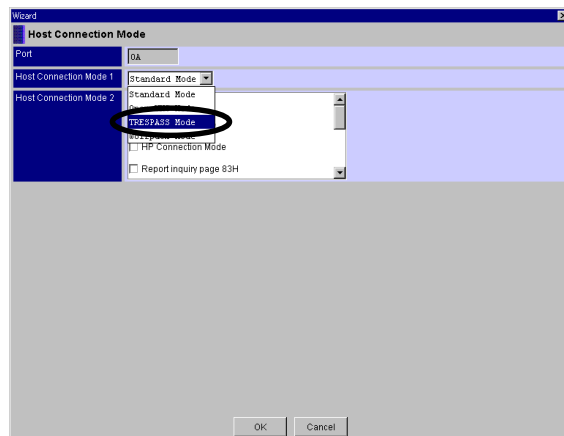 Wizard
Host Connection Mode
Port
0A
Host Connection Mode 1
Standard Mode
Host Connection Mode 2
Standard Mode
TRESPASS Mode
HP Connection Mode
Report inquiry page 83H
OK
Cancel